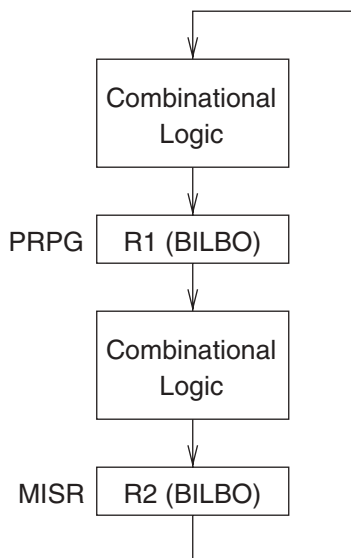 Combinational
Logic
PRPG R1 (BILBO)
Combinational
Logic
MISR R2 (BILBO)